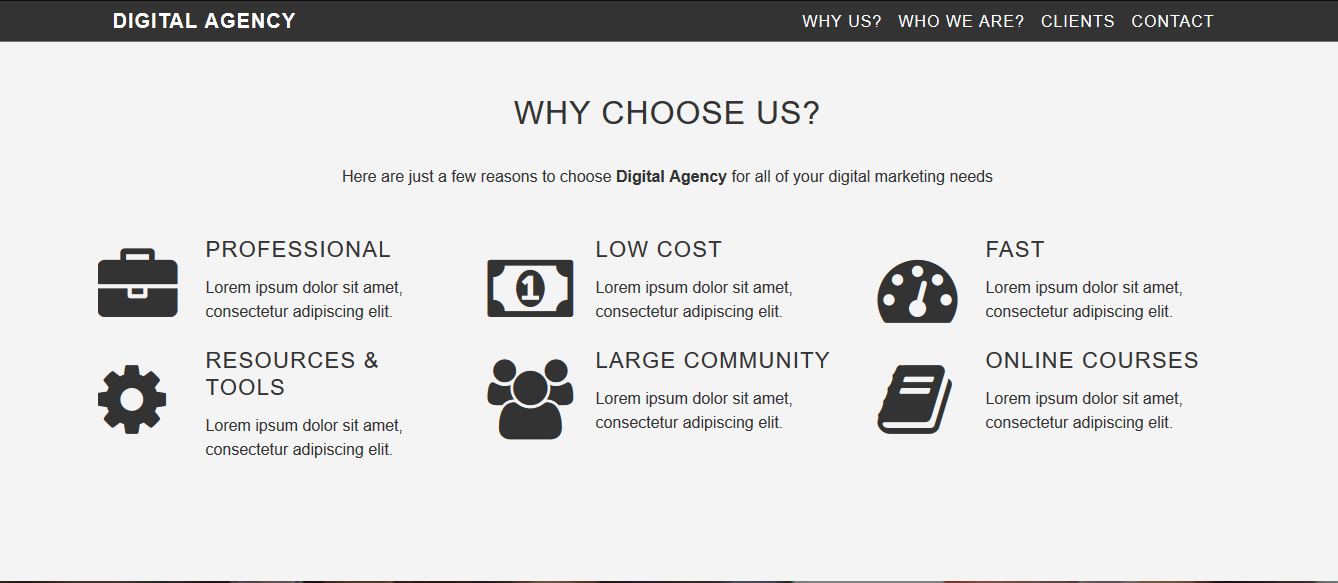 DIGITAL AGENCY
WHY US? WHO WE ARE? CLIENTS CONTACT
WHY CHOOSE US?
Here are just a few reasons to choose Digital Agency for all of your digital marketing needs
PROFESSIONAL
Lorem ipsum dolor sit amet,
consectetur adipiscing elit.
1
LOW COST
Lorem ipsum dolor sit amet,
consectetur adipiscing elit.
FAST
Lorem ipsum dolor sit amet,
consectetur adipiscing elit.
RESOURCES &
TOOLS
Lorem ipsum dolor sit amet,
consectetur adipiscing elit.
LARGE COMMUNITY
Lorem ipsum dolor sit amet,
consectetur adipiscing elit.
ONLINE COURSES
Lorem ipsum dolor sit amet,
consectetur adipiscing elit.